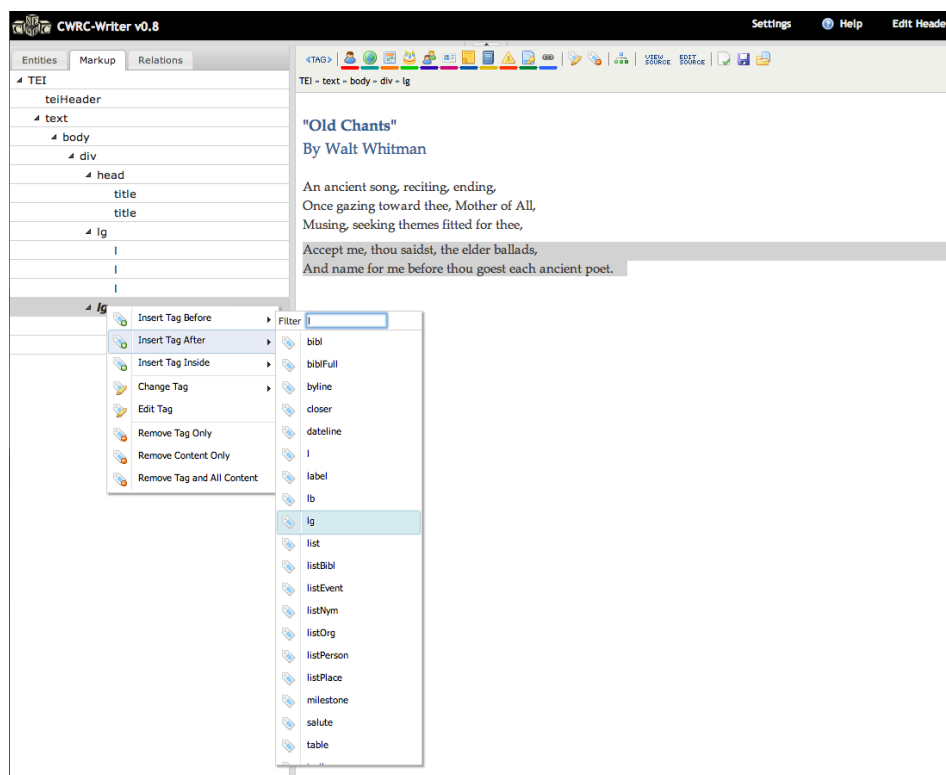 CWRC-Writer v0.8
Settings
Help
Edit Heade
Entities
Markup
Relations
<TAG>
VIEW SOURCE
EDIT SOURCE
TEI
teiHeader
text
body
div
head
title
title
lg
l
l
l
lg
TEI » text » body » div » lg
"Old Chants"
By Walt Whitman
An ancient song, reciting, ending,
Once gazing toward thee, Mother of All,
Musing, seeking themes fitted for thee,
Accept me, thou saidst, the elder ballads,
And name for me before thou goest each ancient poet.
Insert Tag Before
Insert Tag After
Insert Tag Inside
Change Tag
Edit Tag
Remove Tag Only
Remove Content Only
Remove Tag and All Content
Filter l
bibl
biblFull
byline
closer
dateline
l
label
lb
lg
list
listBibl
listEvent
listNym
listOrg
listPerson
listPlace
milestone
salute
table